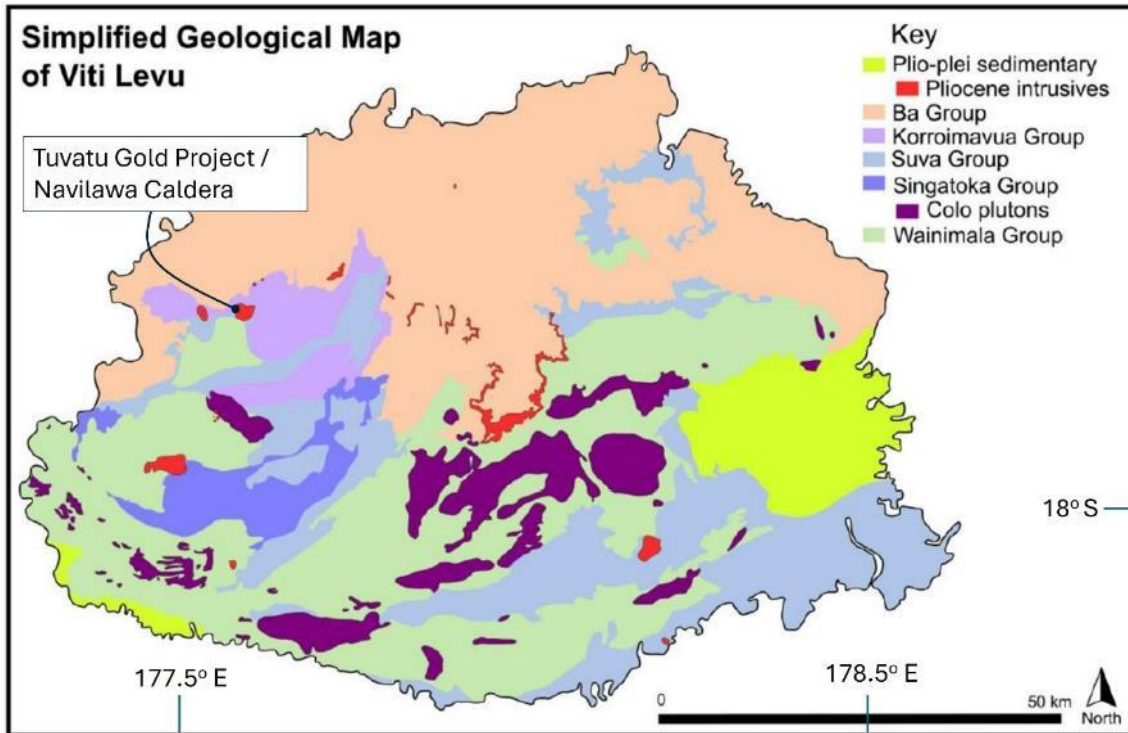 Simplified Geological Map
of Viti Levu
Tuvatu Gold Project /
Navilawa Caldera
Key
Plio-plei sedimentary
Pliocene intrusives
Ba Group
Korroimavua Group
Suva Group
Singatoka Group
Colo plutons
Wainimala Group
18° S
177.5° E
178.5° E
0
50 km
North